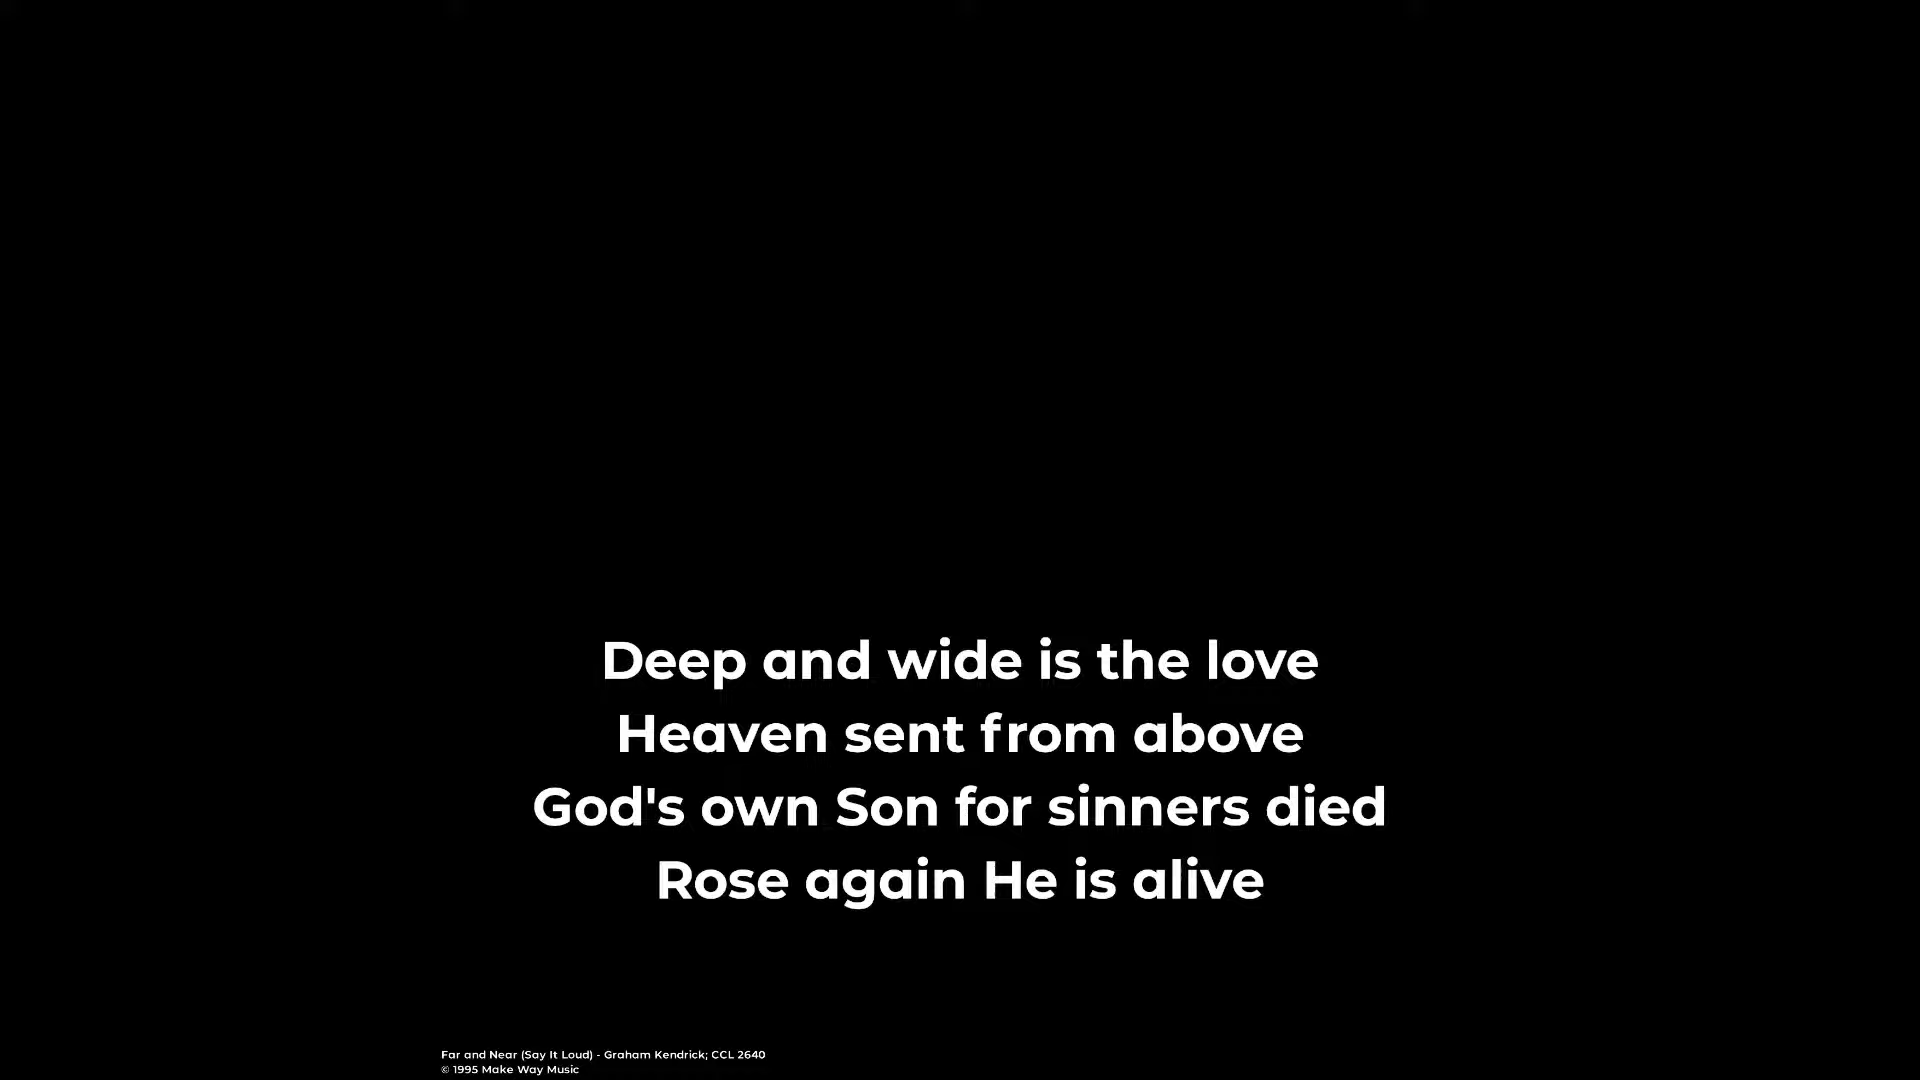 Deep and wide is the love
Heaven sent from above
God's own Son for sinners died
Rose again He is alive
Far and Near (Say It Loud) - Graham Kendrick; CCL 2640
© 1995 Make Way Music